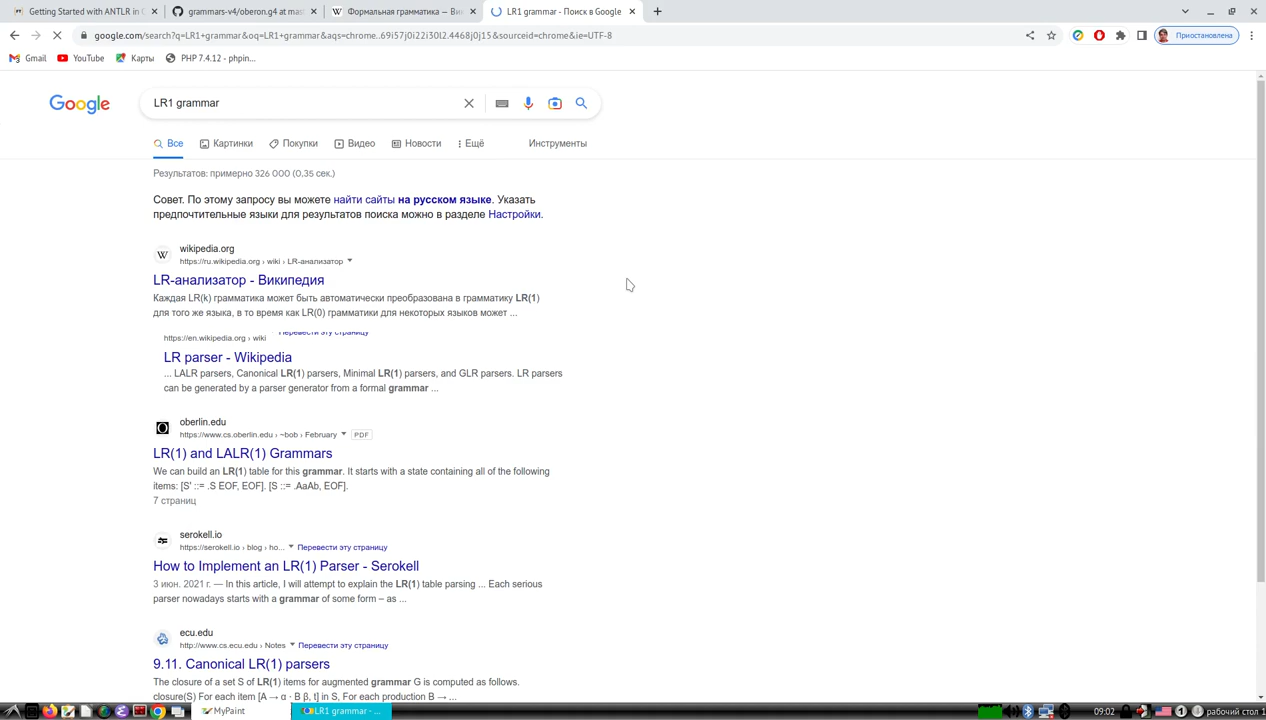 Getting Started with ANTLR in C
grammars-v4/oberon.g4 at mas
Формальная грамматика — Ви
LR1 grammar - Поиск в Google
google.com/search?q=LR1+grammar&oq=LR1+grammar&aqs=chrome..69i57j0i22i30l2.4468j0j15&sourceid=chrome&ie=UTF-8
Приостановлена
Gmail
YouTube
Карты
PHP 7.4.12 - phpin...
Google
LR1 grammar
Все
Картинки
Покупки
Видео
Новости
Ещё
Инструменты
Результатов: примерно 326 000 (0,35 сек.)
Совет. По этому запросу вы можете найти сайты на русском языке. Указать
предпочтительные языки для результатов поиска можно в разделе Настройки.
wikipedia.org
https://ru.wikipedia.org › wiki › LR-анализатор
LR-анализатор - Википедия
Каждая LR(k) грамматика может быть автоматически преобразована в грамматику LR(1)
для того же языка, в то время как LR(0) грамматики для некоторых языков может ...
https://en.wikipedia.org › wiki
Перевести эту страницу
LR parser - Wikipedia
... LALR parsers, Canonical LR(1) parsers, Minimal LR(1) parsers, and GLR parsers. LR parsers
can be generated by a parser generator from a formal grammar ...
oberlin.edu
https://www.cs.oberlin.edu › ~bob › February PDF
LR(1) and LALR(1) Grammars
We can build an LR(1) table for this grammar. It starts with a state containing all of the following
items: [S' ::= .S EOF, EOF]. [S ::= .AaAb, EOF].
7 страниц
serokell.io
https://serokell.io › blog › ho... Перевести эту страницу
How to Implement an LR(1) Parser - Serokell
3 июн. 2021 г. — In this article, I will attempt to explain the LR(1) table parsing ... Each serious
parser nowadays starts with a grammar of some form – as ...
ecu.edu
http://www.cs.ecu.edu › Notes Перевести эту страницу
9.11. Canonical LR(1) parsers
The closure of a set S of LR(1) items for augmented grammar G is computed as follows.
closure(S) For each item [A → α · B β, t] in S, For each production B → ...
MyPaint
LR1 grammar - ...
09:02
рабочий стол 1